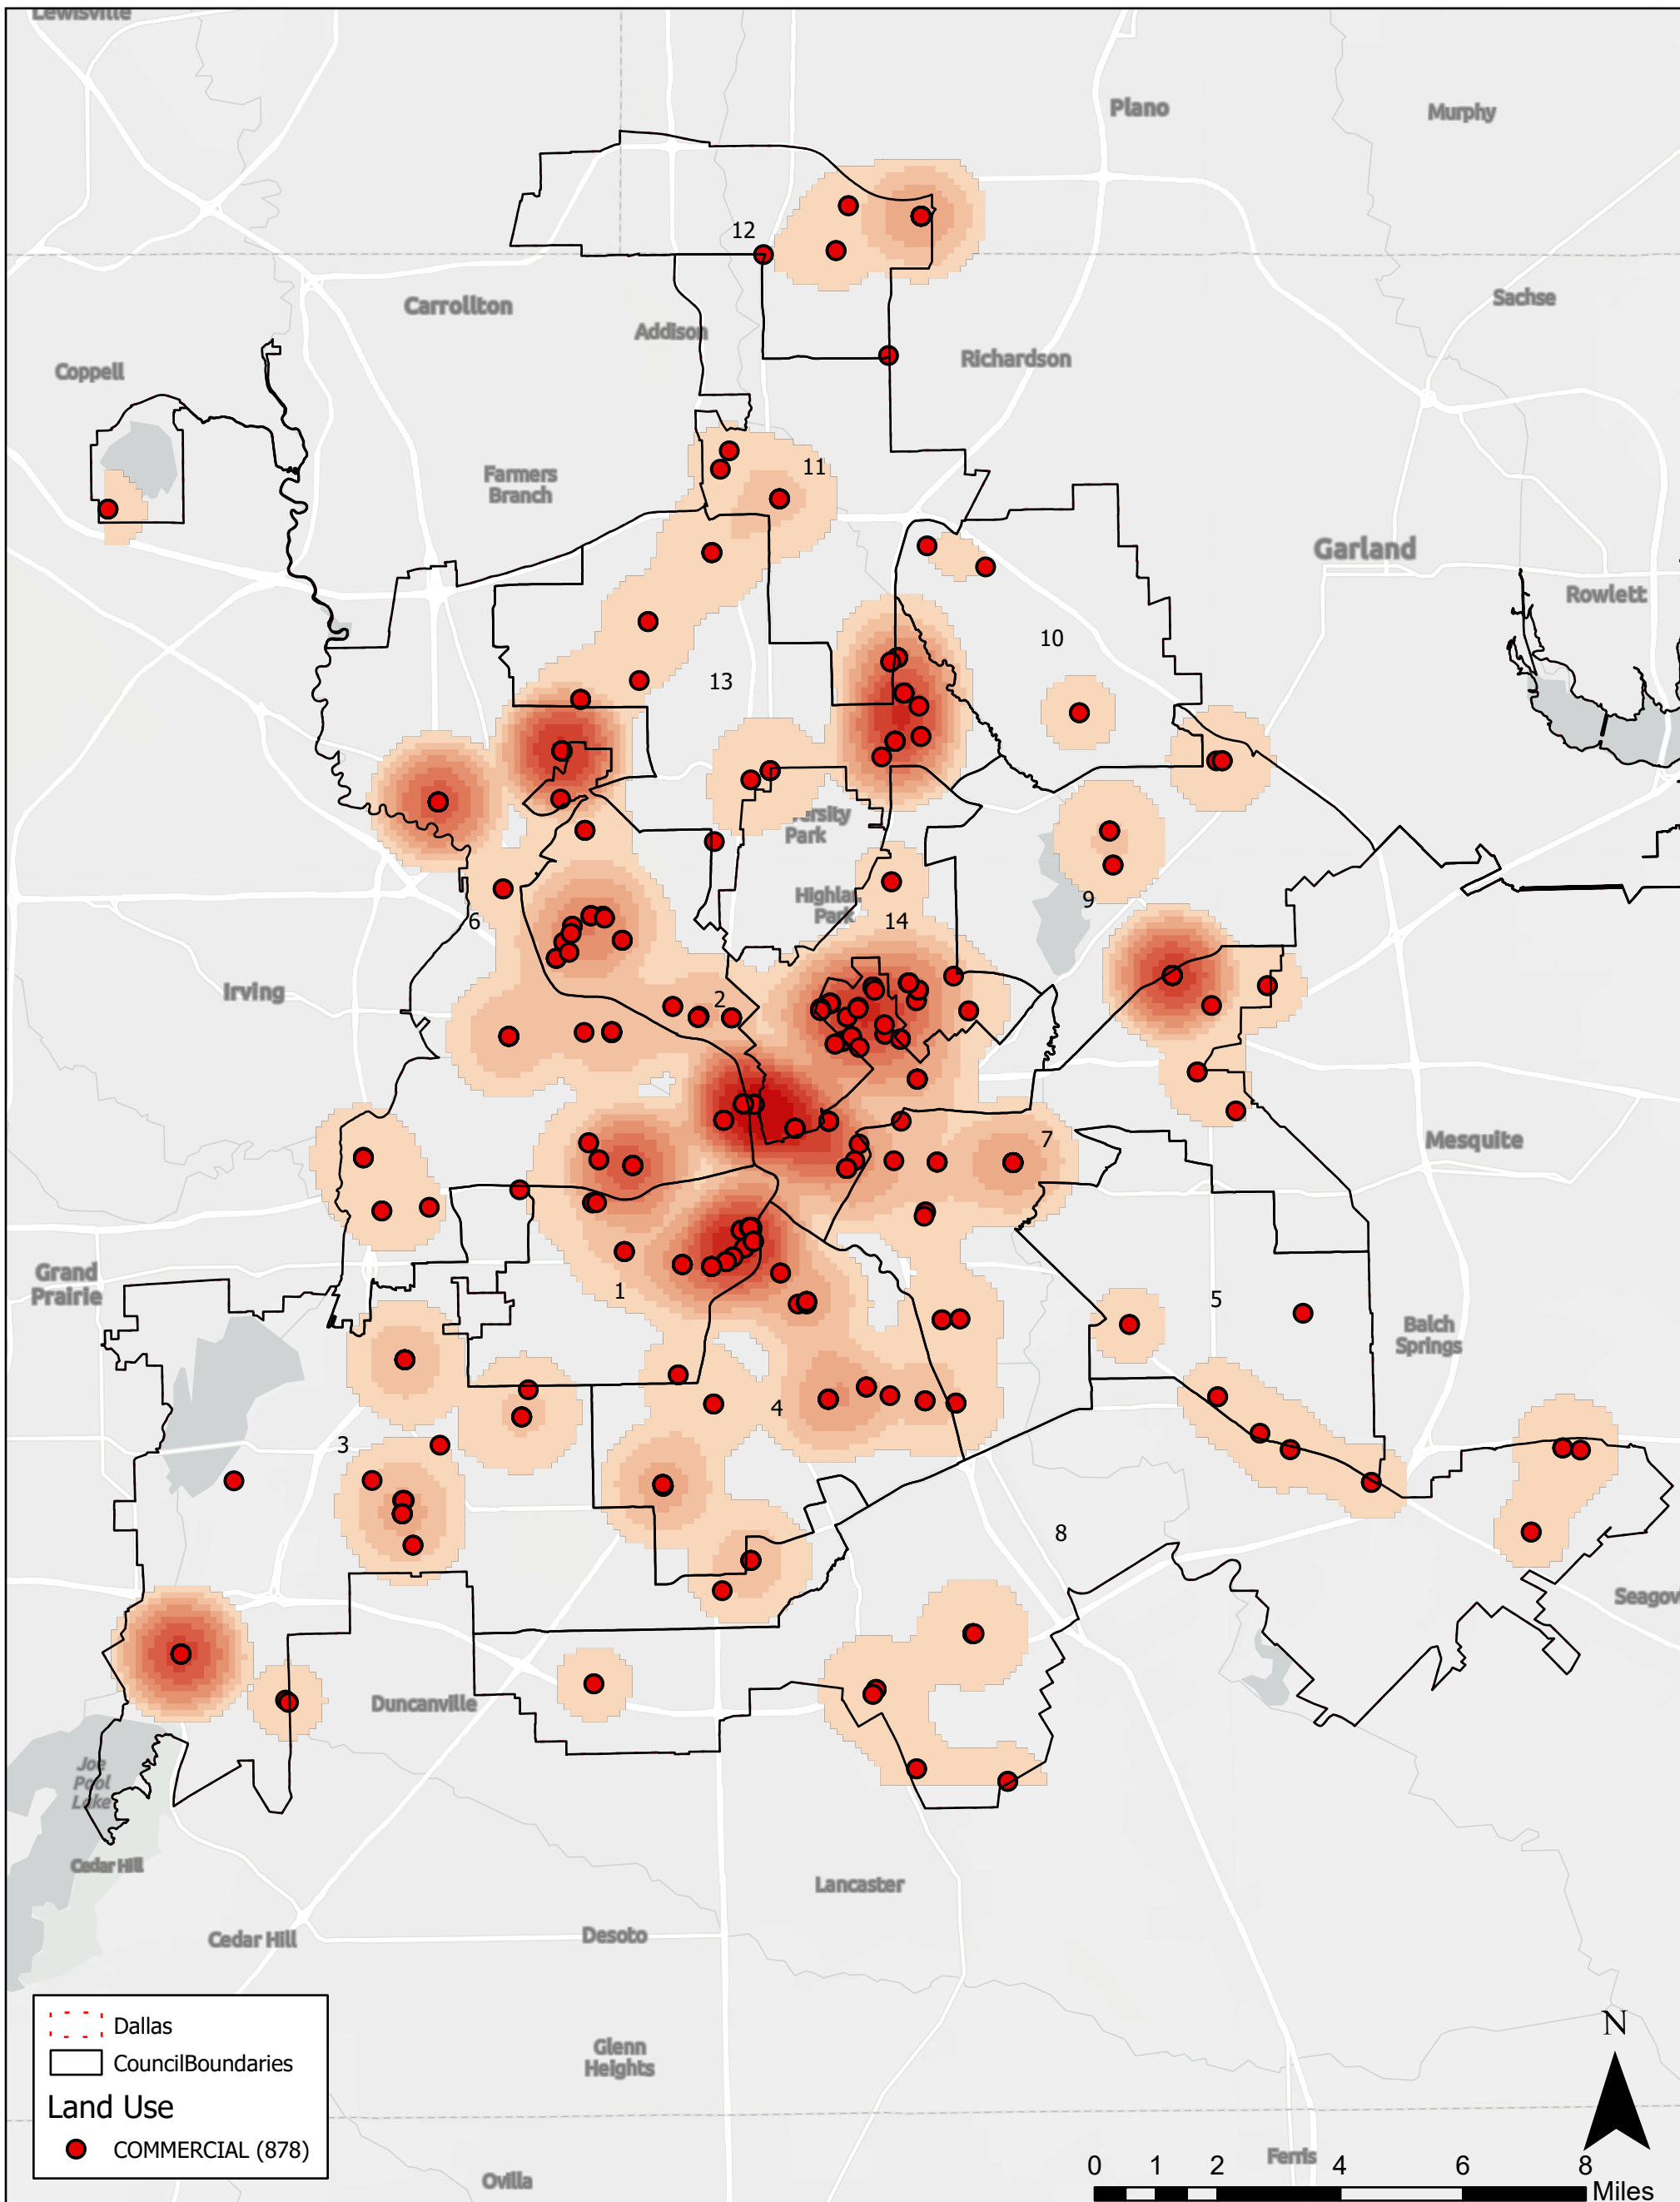 Lewisville
Plano
Murphy
12
Carrollton
Addison
Sachse
Coppell
Richardson
11
Farmers
Branch
Garland
Rowlett
10
13
Park
Highland
Park
9
6
14
Irving
2
7
Mesquite
Grand
Prairie
1
5
Balch
Springs
4
3
8
Seagov
Duncanville
Joe
Pool
Lake
Cedar Hill
Lancaster
Cedar Hill
Desoto
Glenn
Heights
Ovilla
Ferris
Dallas
CouncilBoundaries
Land Use
COMMERCIAL (878)
N
0 1 2 4 6 8
Miles